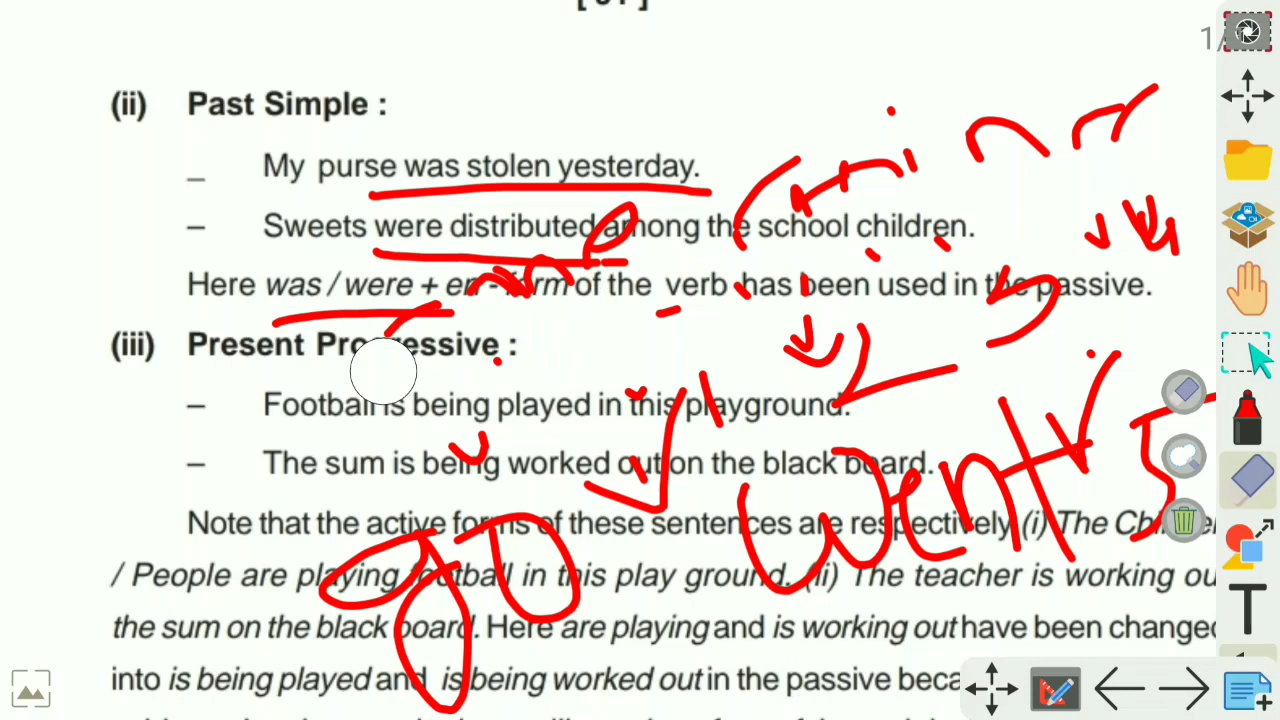 [ 31 ]
1/
(ii) Past Simple :
_ My purse was stolen yesterday.
– Sweets were distributed among the school children.
Here was / were + en - form of the verb has been used in the passive.
(iii) Present Progressive :
– Football is being played in this playground.
– The sum is being worked out on the black board.
go went
Note that the active forms of these sentences are respectively (i) The
/ People are playing football in this play ground. (ii) The teacher is working ou
the sum on the black board. Here are playing and is working out have been changed
into is being played and is being worked out in the passive beca
T